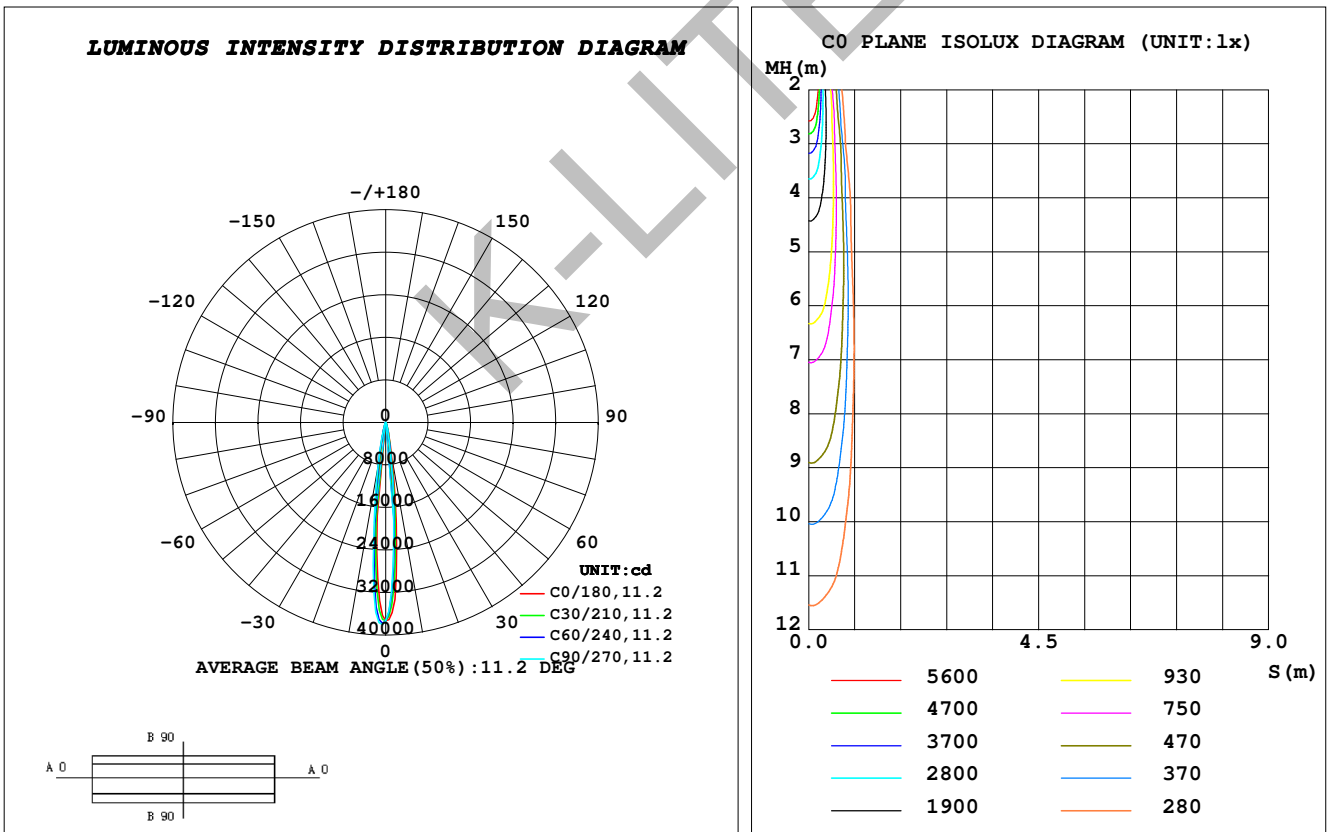 LUMINOUS INTENSITY DISTRIBUTION DIAGRAM
-/+180
-150 150
-120 120
-90 90
0
8000
16000
24000
32000
40000
-60 60
-30 30
0
UNIT:cd
C0/180,11.2
C30/210,11.2
C60/240,11.2
C90/270,11.2
AVERAGE BEAM ANGLE(50%):11.2 DEG
B 90
A 0 A 0
B 90
C0 PLANE ISOLUX DIAGRAM (UNIT:lx)
MH(m)
2
3
4
5
6
7
8
9
10
11
12
0.0 4.5 9.0
S(m)
5600 930
4700 750
3700 470
2800 370
1900 280
K-LITE